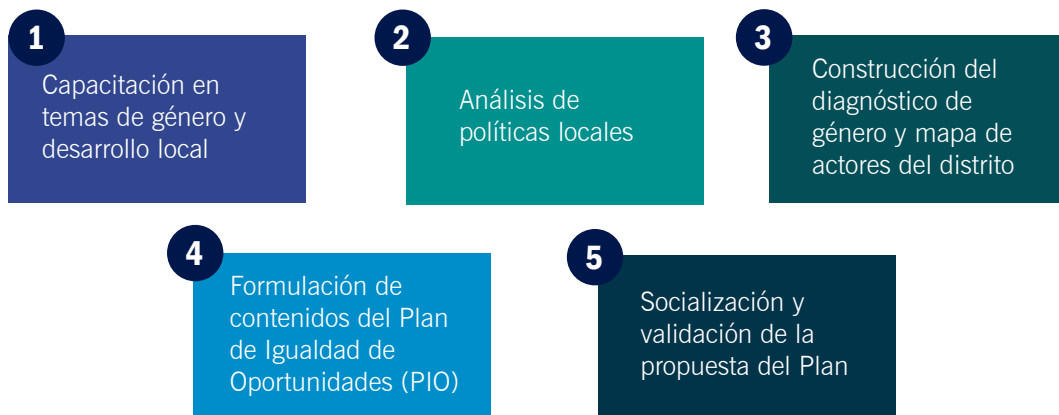 1
Capacitación en
temas de género y
desarrollo local
2
Análisis de
políticas locales
3
Construcción del
diagnóstico de
género y mapa de
actores del distrito
4
Formulación de
contenidos del Plan
de Igualdad de
Oportunidades (PIO)
5
Socialización y
validación de la
propuesta del Plan